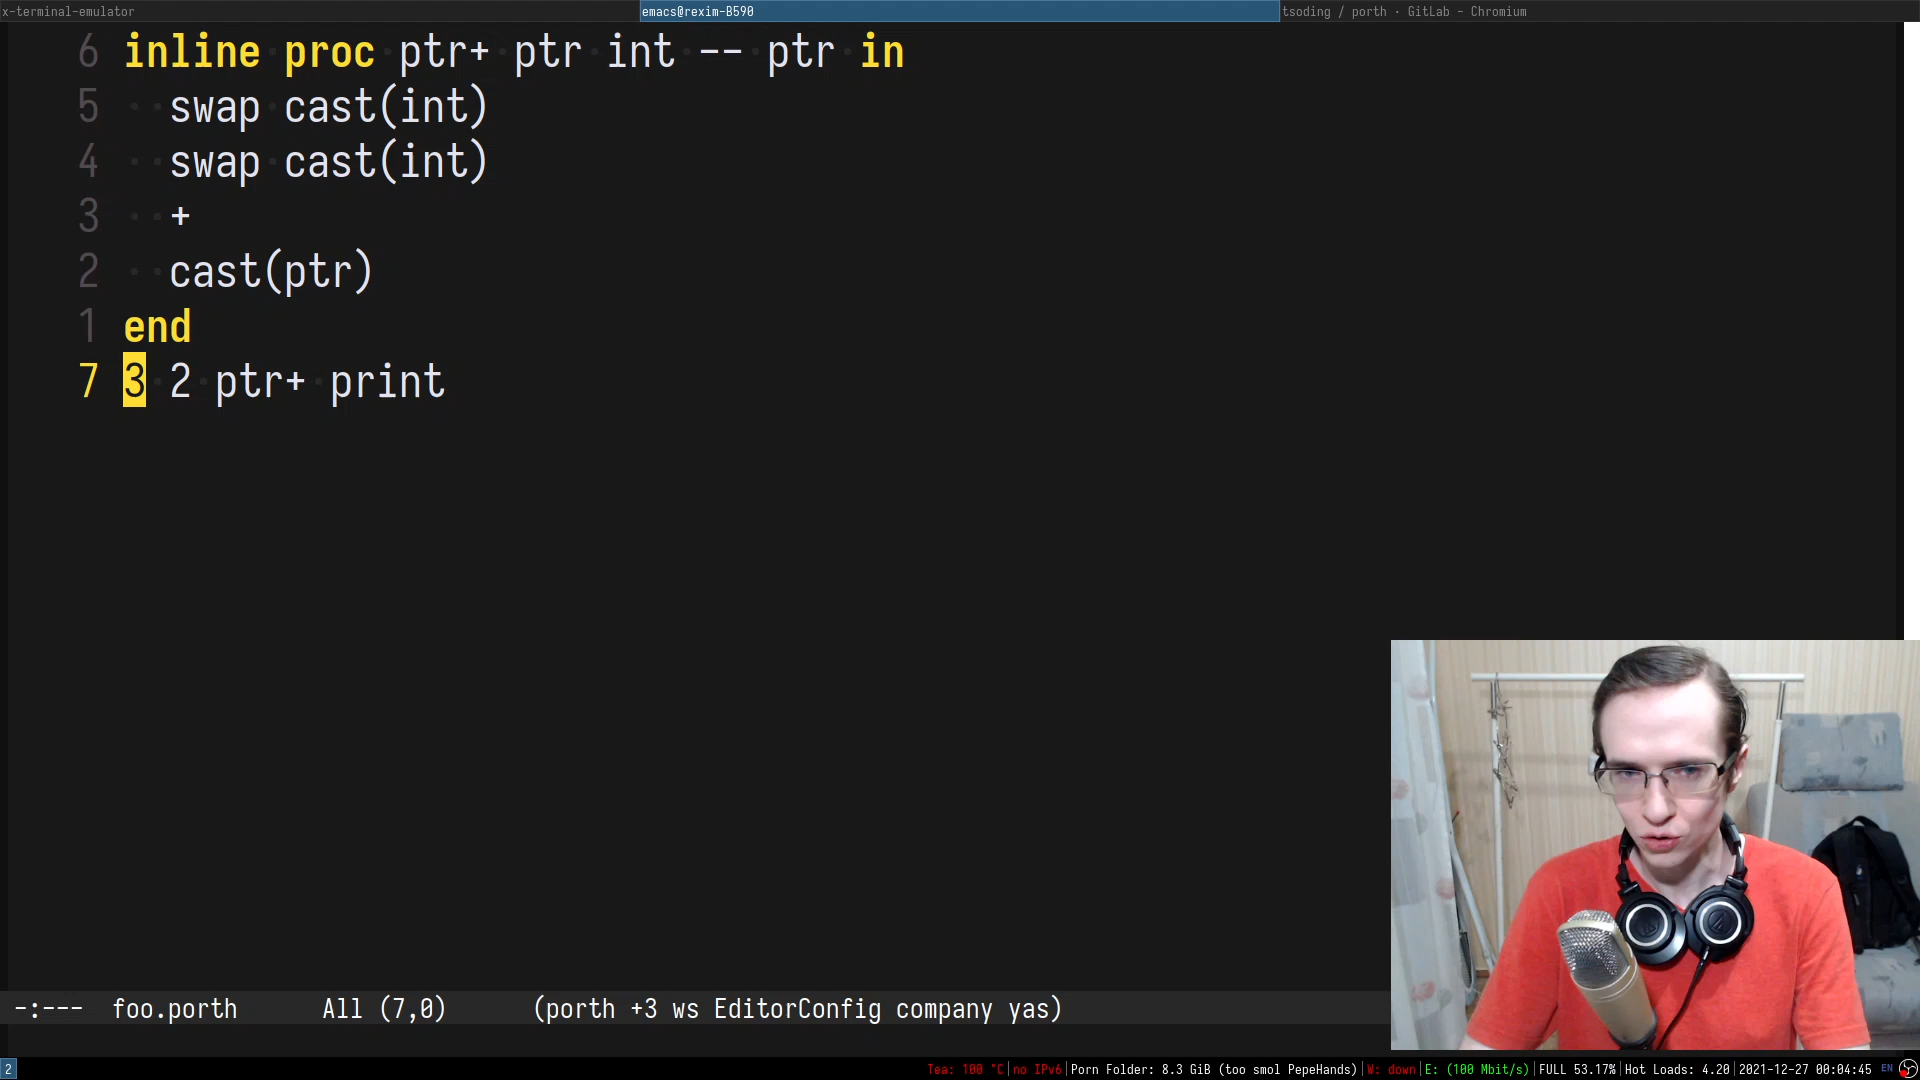 x-terminal-emulator emacs@rexim-B590 tsoding / porth · GitLab - Chromium
6 inline proc ptr+ ptr int -- ptr in
5 swap cast(int)
4 swap cast(int)
3 +
2 cast(ptr)
1 end
7 3 2 ptr+ print
-:--- foo.porth All (7,0) (porth +3 ws EditorConfig company yas)
2 Tea: 100 °C|no IPv6|Porn Folder: 8.3 GiB (too smol PepeHands)|W: down|E: (100 Mbit/s)|FULL 53.17%|Hot Loads: 4.20|2021-12-27 00:04:45 EN